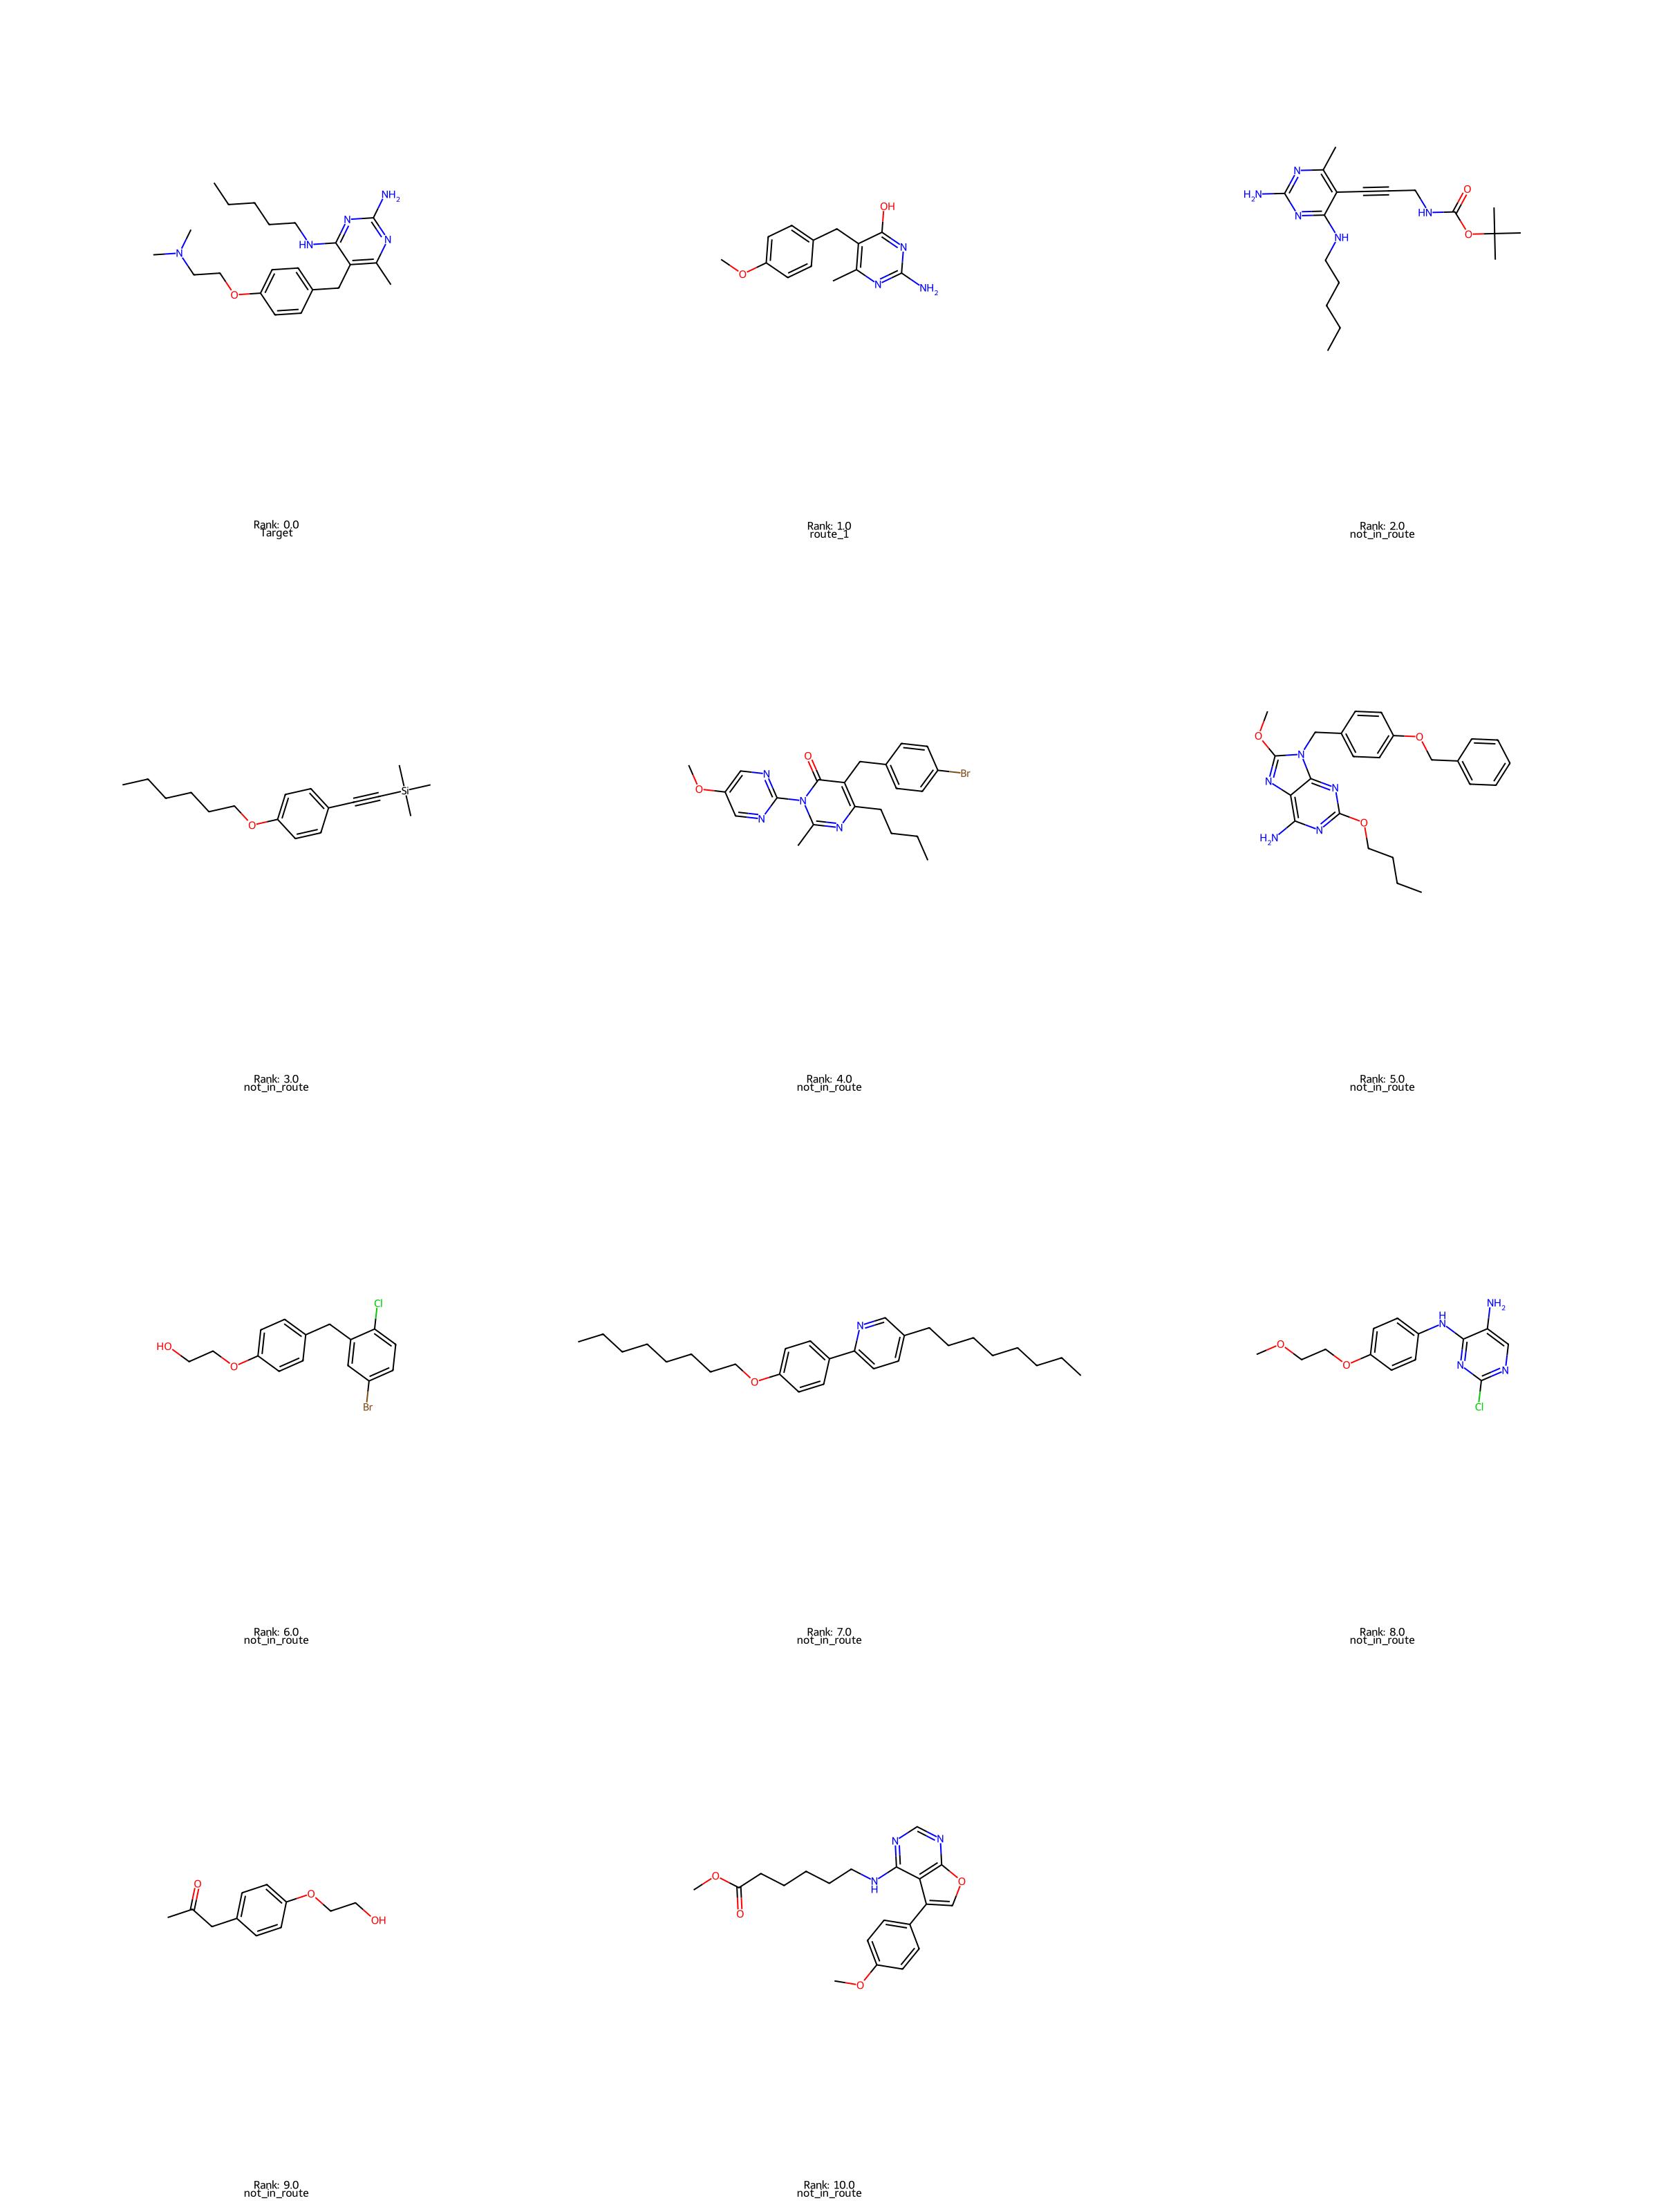 NH2
N
N
HN
N
O
OH
N
N
NH2
O
N
N
H2N
N
NH
HN
O
O
Rank: 0.0
Target
Rank: 1.0
route_1
Rank: 2.0
not_in_route
Si
O
O
N
N
N
N
O
Br
O
N
N
N
N
H2N
O
O
Rank: 3.0
not_in_route
Rank: 4.0
not_in_route
Rank: 5.0
not_in_route
Cl
HO
O
Br
N
O
NH2
H
N
O
O
N
N
Cl
Rank: 6.0
not_in_route
Rank: 7.0
not_in_route
Rank: 8.0
not_in_route
O
O
OH
N
N
O
O
N
H
O
O
Rank: 9.0
not_in_route
Rank: 10.0
not_in_route